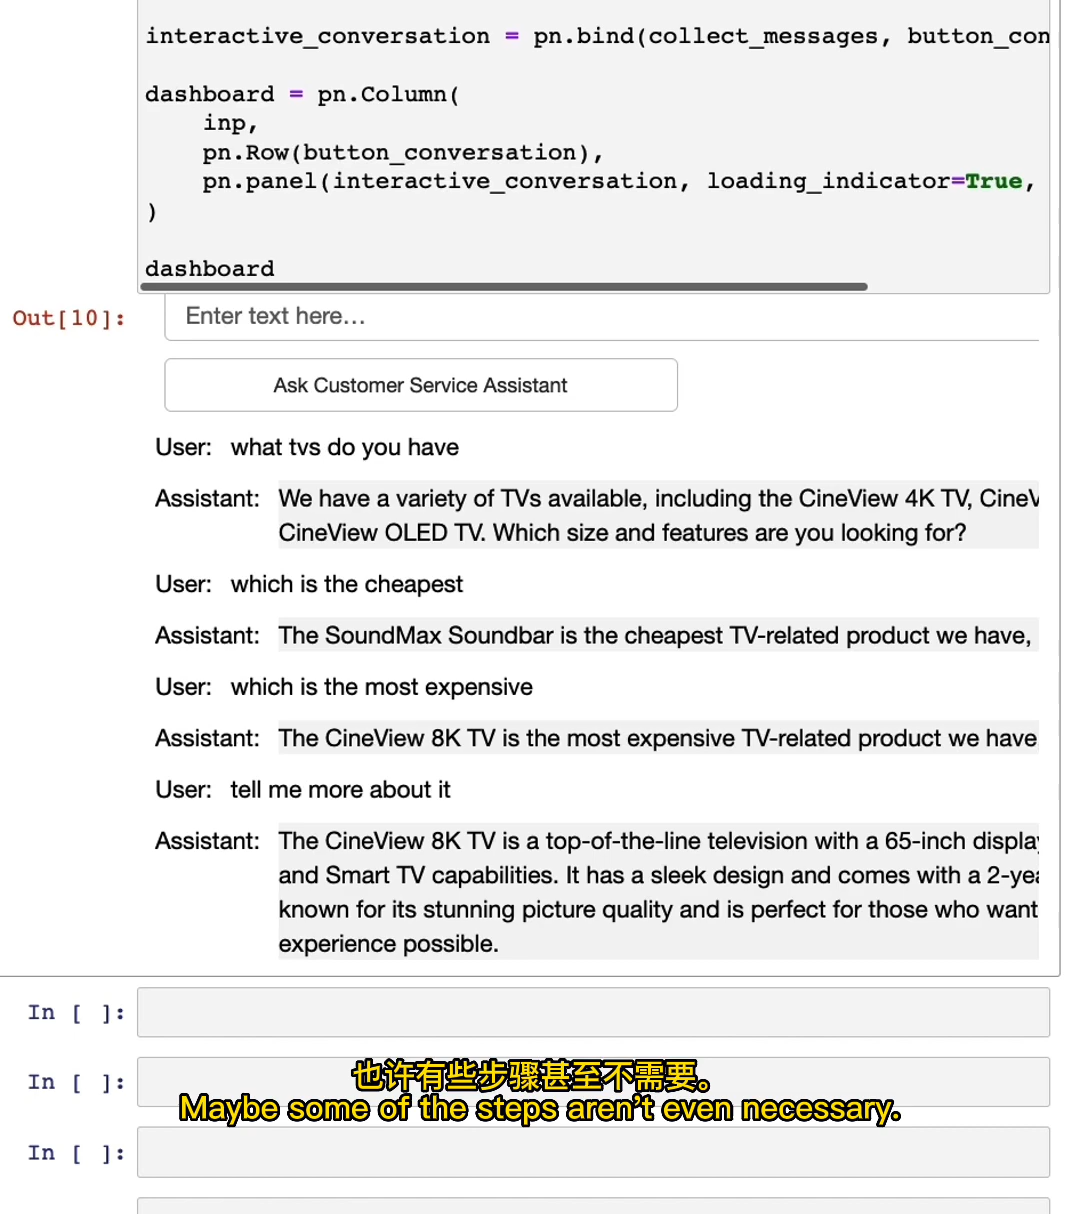 interactive_conversation = pn.bind(collect_messages, button_con
dashboard = pn.Column(
    inp,
    pn.Row(button_conversation),
    pn.panel(interactive_conversation, loading_indicator=True,
)
dashboard
Out[10]:
Enter text here…
Ask Customer Service Assistant
User: what tvs do you have
Assistant: We have a variety of TVs available, including the CineView 4K TV, CineV
CineView OLED TV. Which size and features are you looking for?
User: which is the cheapest
Assistant: The SoundMax Soundbar is the cheapest TV-related product we have,
User: which is the most expensive
Assistant: The CineView 8K TV is the most expensive TV-related product we have
User: tell me more about it
Assistant: The CineView 8K TV is a top-of-the-line television with a 65-inch display
and Smart TV capabilities. It has a sleek design and comes with a 2-yea
known for its stunning picture quality and is perfect for those who want
experience possible.
In [ ]:
In [ ]:
也许有些步骤甚至不需要。
Maybe some of the steps aren't even necessary.
In [ ]: